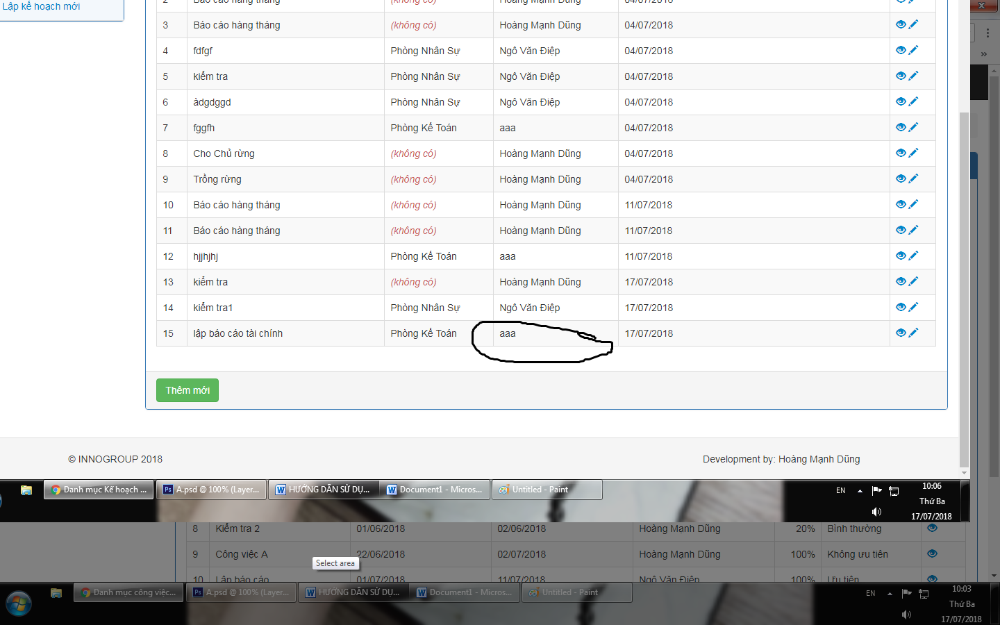 Lập kế hoạch mới
2 Báo cáo hàng tháng (không có) Hoàng Mạnh Dũng 04/07/2018
3 Báo cáo hàng tháng (không có) Hoàng Mạnh Dũng 04/07/2018
4 fdfgf Phòng Nhân Sự Ngô Văn Điệp 04/07/2018
5 kiểm tra Phòng Nhân Sự Ngô Văn Điệp 04/07/2018
6 àdgdggd Phòng Nhân Sự Ngô Văn Điệp 04/07/2018
7 fggfh Phòng Kế Toán aaa 04/07/2018
8 Cho Chủ rừng (không có) Hoàng Mạnh Dũng 04/07/2018
9 Trồng rừng (không có) Hoàng Mạnh Dũng 04/07/2018
10 Báo cáo hàng tháng (không có) Hoàng Mạnh Dũng 11/07/2018
11 Báo cáo hàng tháng (không có) Hoàng Mạnh Dũng 11/07/2018
12 hjjhjhj Phòng Kế Toán aaa 11/07/2018
13 kiểm tra (không có) Hoàng Mạnh Dũng 17/07/2018
14 kiểm tra1 Phòng Nhân Sự Ngô Văn Điệp 17/07/2018
15 lập báo cáo tài chính Phòng Kế Toán aaa 17/07/2018
Thêm mới
© INNOGROUP 2018 Development by: Hoàng Mạnh Dũng
Danh mục Kế hoạch ... A.psd @ 100% (Layer... HƯỚNG DẪN SỬ DỤ... Document1 - Micros... Untitled - Paint EN 10:06
Thứ Ba
17/07/2018
8 Kiểm tra 2 01/06/2018 02/06/2018 Hoàng Mạnh Dũng 20% Bình thường
9 Công việc A 22/06/2018 02/07/2018 Hoàng Mạnh Dũng 100% Không ưu tiên
Select area
10 Lập báo cáo 01/07/2018 11/07/2018 Ngô Văn Điệp 100% Ưu tiên
Danh mục công việc... A.psd @ 100% (Layer... HƯỚNG DẪN SỬ DỤ... Document1 - Micros... Untitled - Paint EN 10:03
Thứ Ba
17/07/2018